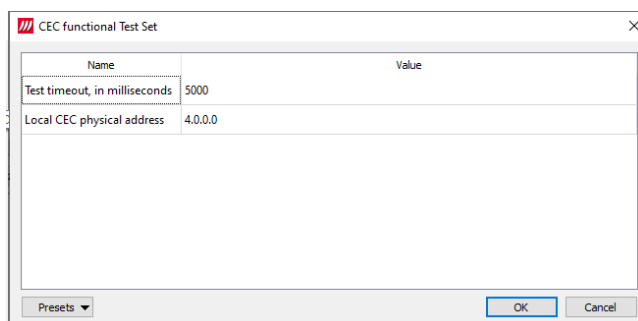 CEC functional Test Set
Name Value
Test timeout, in milliseconds 5000
Local CEC physical address 4.0.0.0
Presets OK Cancel